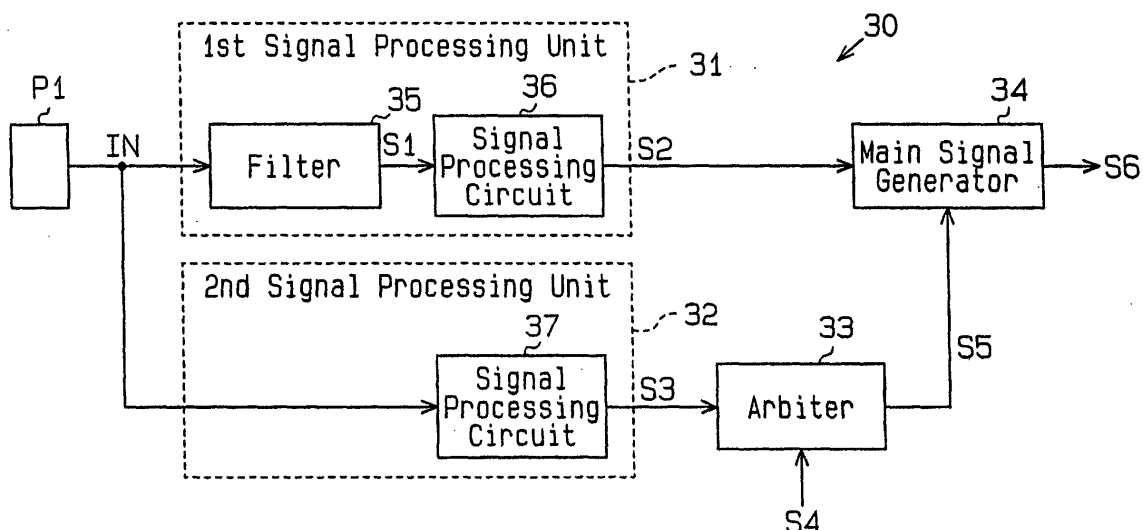 1st Signal Processing Unit
30
31
P1
35
36
34
IN
Filter
S1
Signal
Processing
Circuit
S2
Main Signal
Generator
S6
2nd Signal Processing Unit
32
37
33
S5
Signal
Processing
Circuit
S3
Arbiter
S4